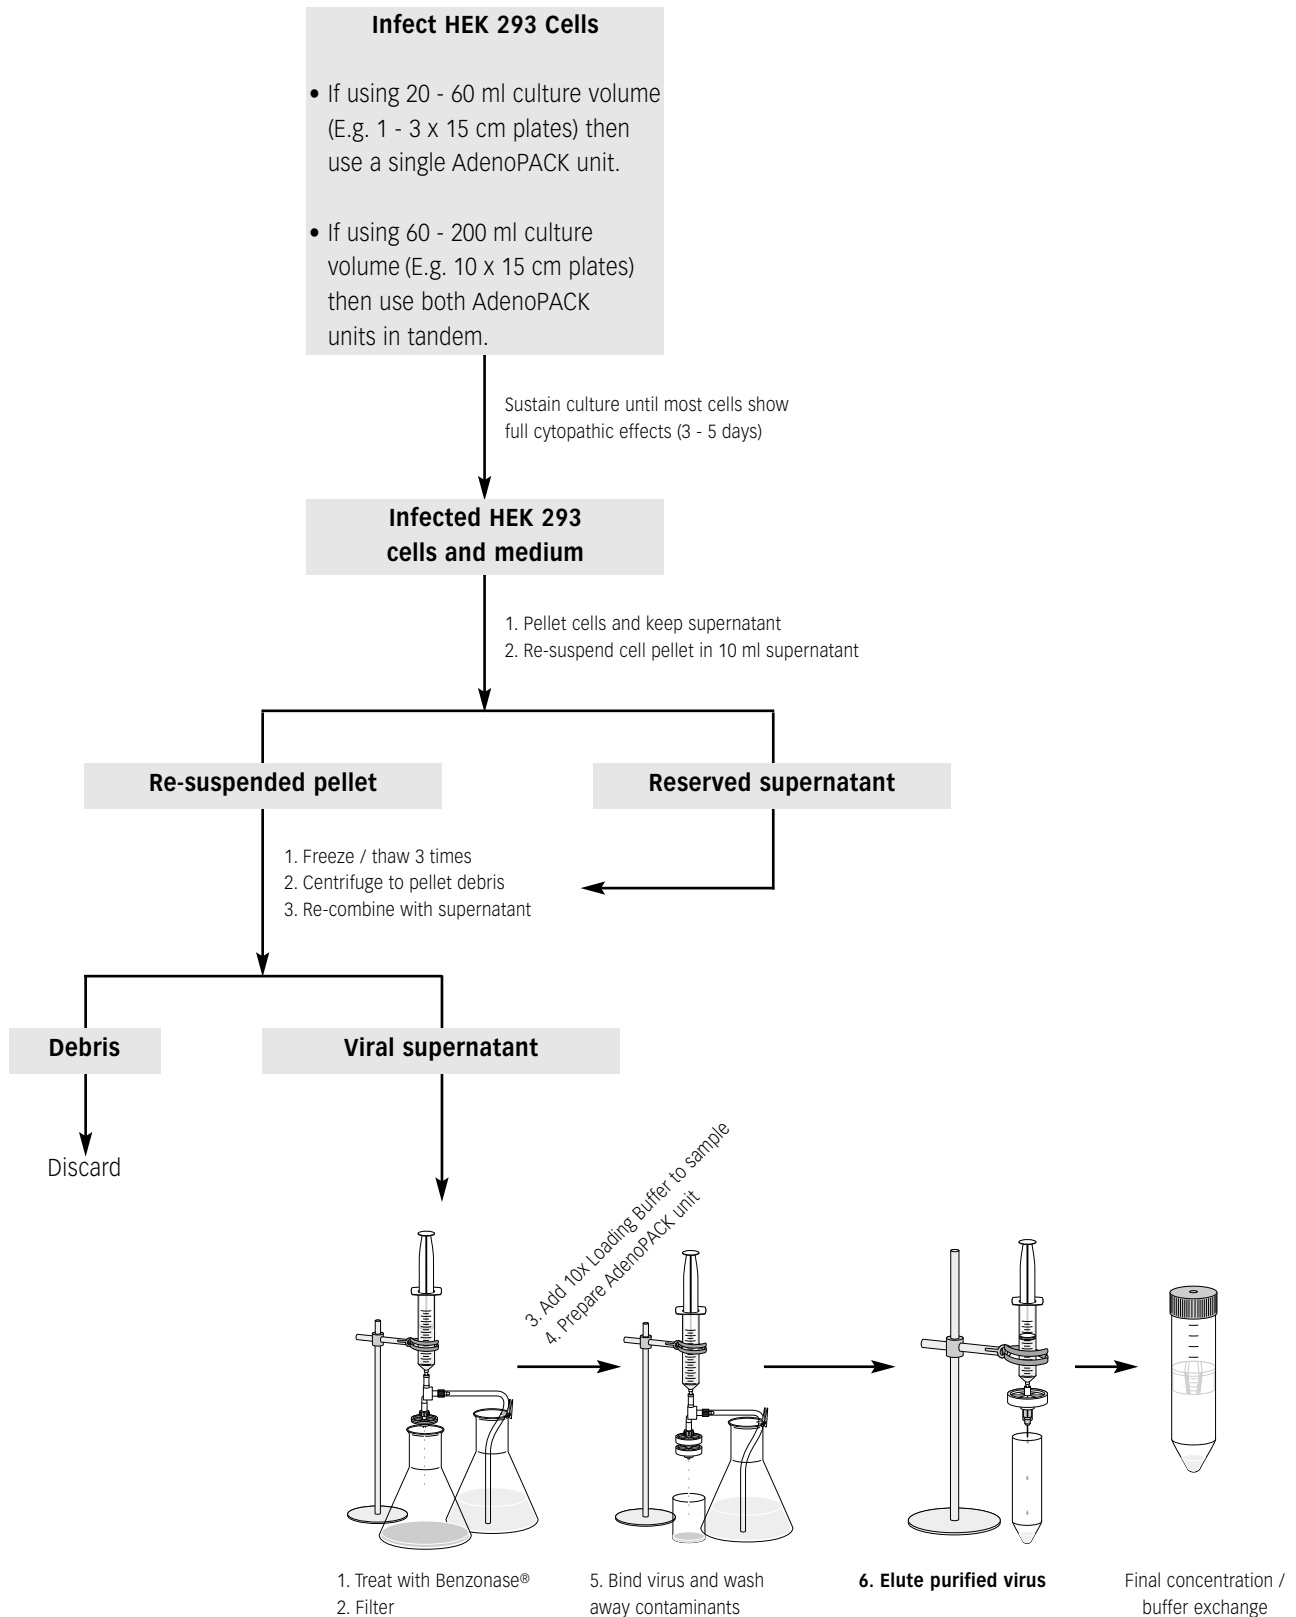 Infect HEK 293 Cells
• If using 20 - 60 ml culture volume
(E.g. 1 - 3 x 15 cm plates) then
use a single AdenoPACK unit.
• If using 60 - 200 ml culture
volume (E.g. 10 x 15 cm plates)
then use both AdenoPACK
units in tandem.
Sustain culture until most cells show
full cytopathic effects (3 - 5 days)
Infected HEK 293
cells and medium
1. Pellet cells and keep supernatant
2. Re-suspend cell pellet in 10 ml supernatant
Re-suspended pellet
Reserved supernatant
1. Freeze / thaw 3 times
2. Centrifuge to pellet debris
3. Re-combine with supernatant
Debris
Viral supernatant
Discard
3. Add 10x Loading Buffer to sample
4. Prepare AdenoPACK unit
1. Treat with Benzonase®
2. Filter
5. Bind virus and wash
away contaminants
6. Elute purified virus
Final concentration /
buffer exchange